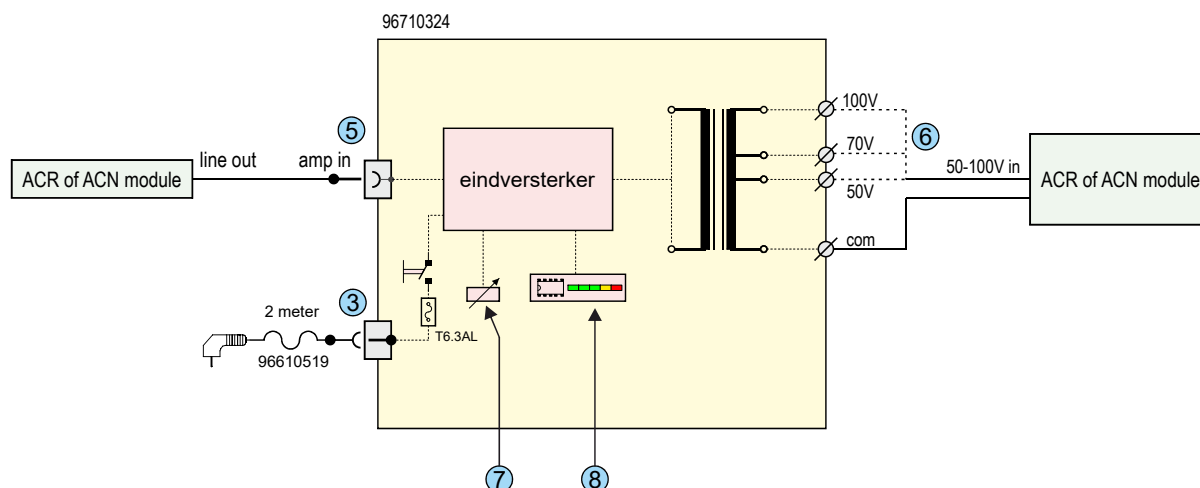 96710324
100V
5
6
70V
line out
amp in
ACR of ACN module
eindversterker
50-100V in
ACR of ACN module
50V
com
3
2 meter
T6.3AL
96610519
7
8